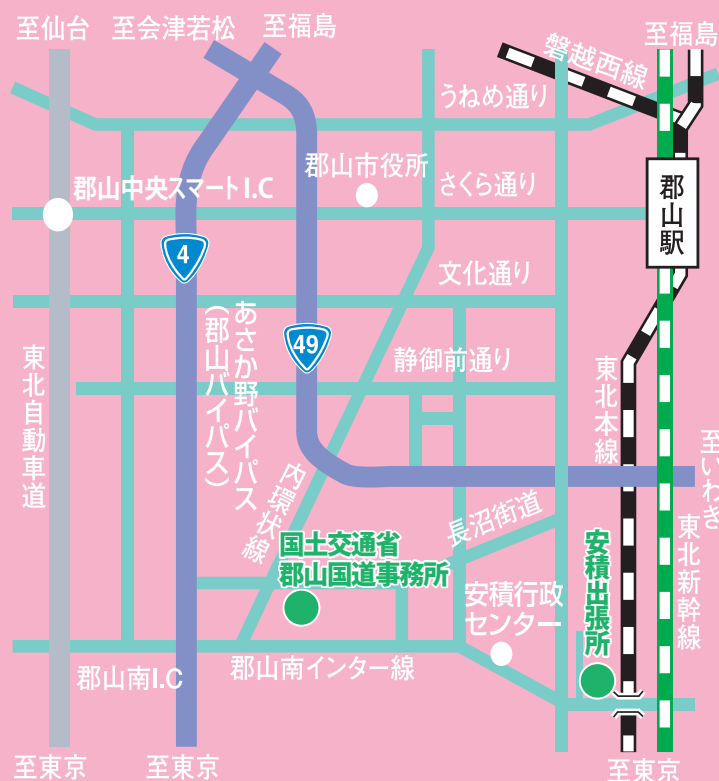 至仙台
至会津若松
至福島
至福島
磐越西線
うねめ通り
郡山市役所
さくら通り
郡山中央スマートI.C
郡山駅
4
文化通り
あさか野バイパス
(郡山バイパス)
49
静御前通り
東北自動車道
東北本線
至いわき
内環状線
長沼街道
国土交通省
郡山国道事務所
安積出張所
東北新幹線
安積行政
センター
郡山南I.C
郡山南インター線
至東京
至東京
至東京